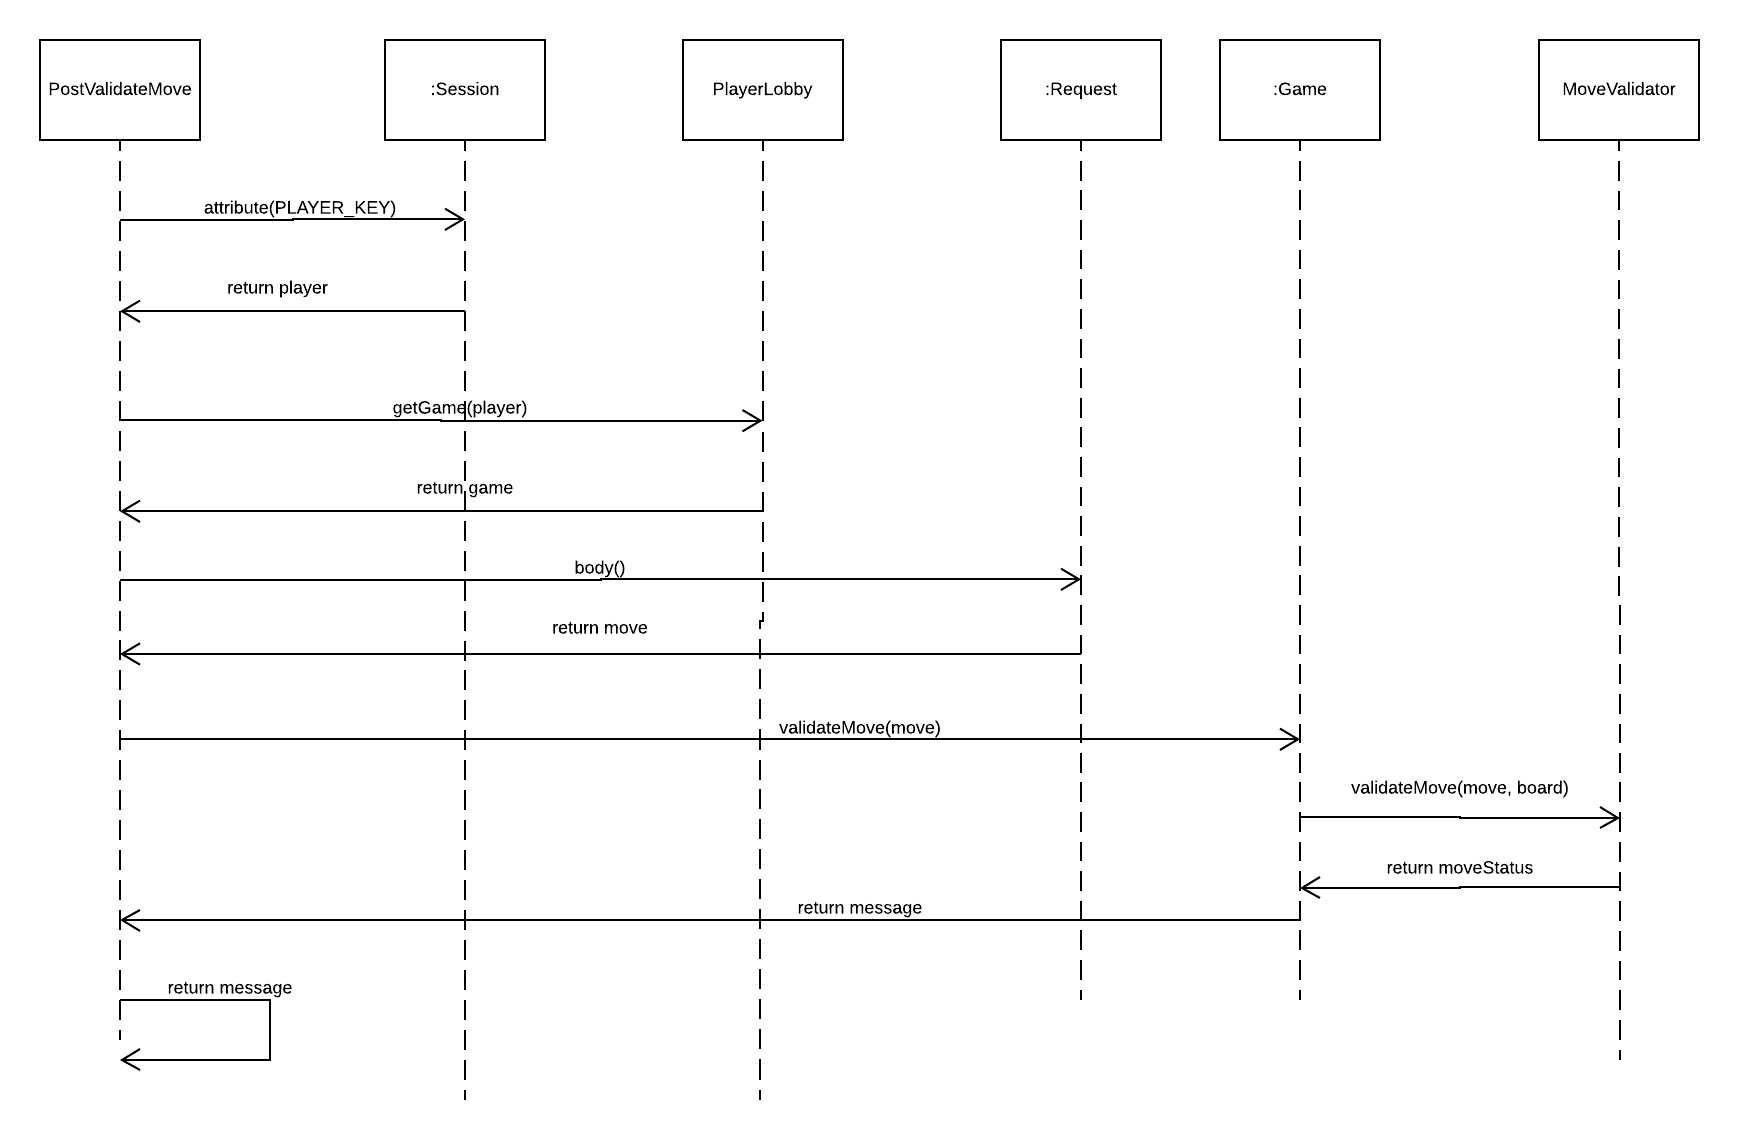 PostValidateMove
:Session
PlayerLobby
:Request
:Game
MoveValidator
attribute(PLAYER_KEY)
return player
getGame(player)
return game
body()
return move
validateMove(move)
validateMove(move, board)
return moveStatus
return message
return message